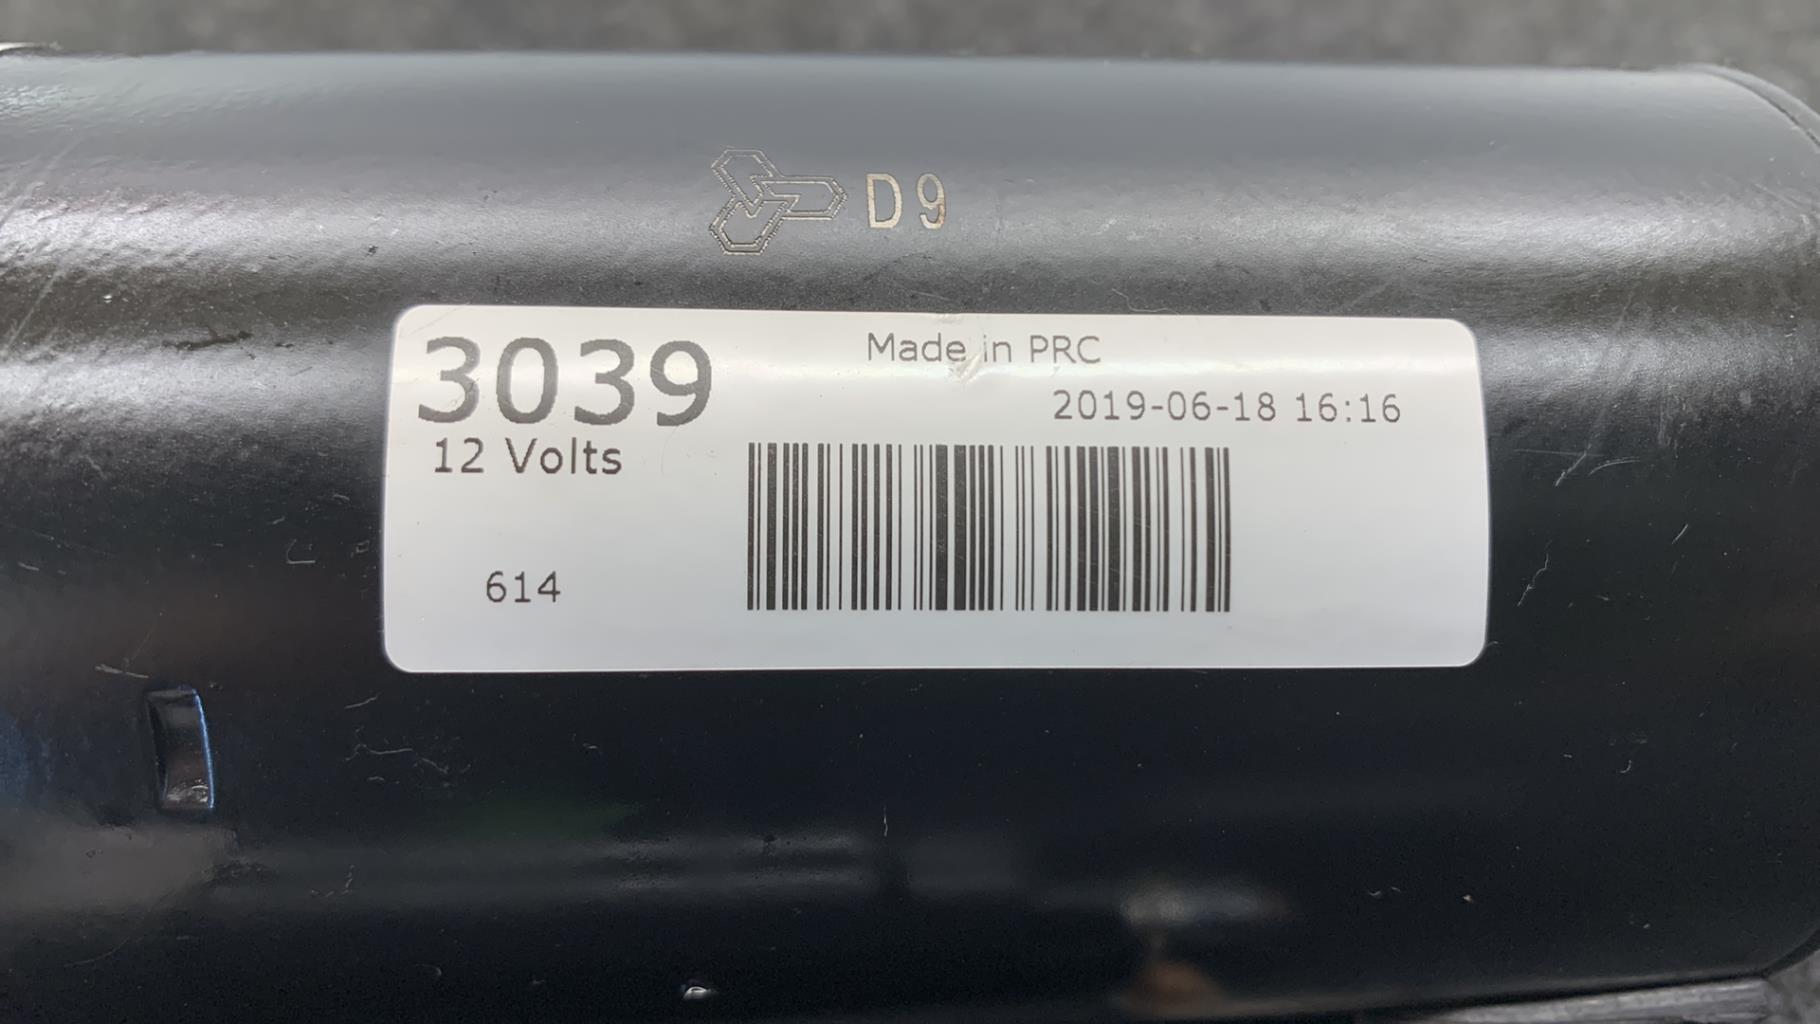 D9
3039
Made in PRC
2019-06-18 16:16
12 Volts
614